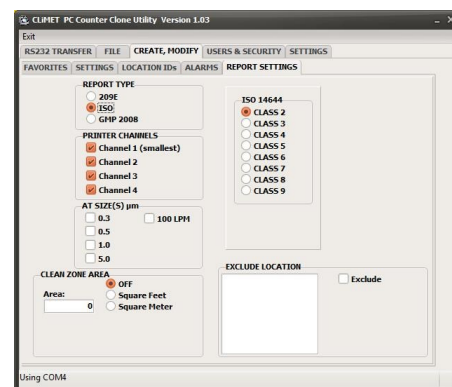 CLiMET PC Counter Clone Utility Version 1.03
Exit
RS232 TRANSFER FILE CREATE, MODIFY USERS & SECURITY SETTINGS
FAVORITES SETTINGS LOCATION IDs ALARMS REPORT SETTINGS
REPORT TYPE
209E
ISO
GMP 2008
PRINTER CHANNELS
Channel 1 (smallest)
Channel 2
Channel 3
Channel 4
AT SIZE(S) µm
0.3 100 LPM
0.5
1.0
5.0
CLEAN ZONE AREA
OFF
Area: Square Feet
0 Square Meter
ISO 14644
CLASS 2
CLASS 3
CLASS 4
CLASS 5
CLASS 6
CLASS 7
CLASS 8
CLASS 9
EXCLUDE LOCATION
Exclude
Using COM4